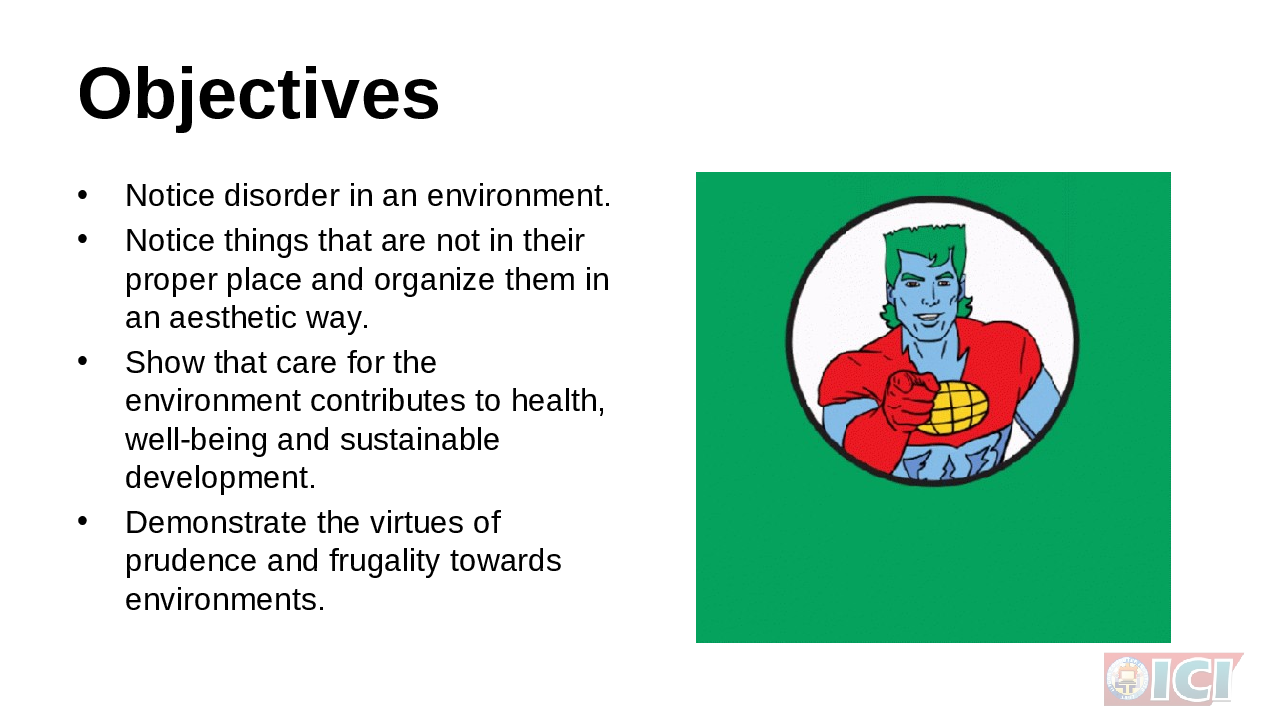 Objectives
• Notice disorder in an environment.
• Notice things that are not in their
proper place and organize them in
an aesthetic way.
• Show that care for the
environment contributes to health,
well-being and sustainable
development.
• Demonstrate the virtues of
prudence and frugality towards
environments.
ICI